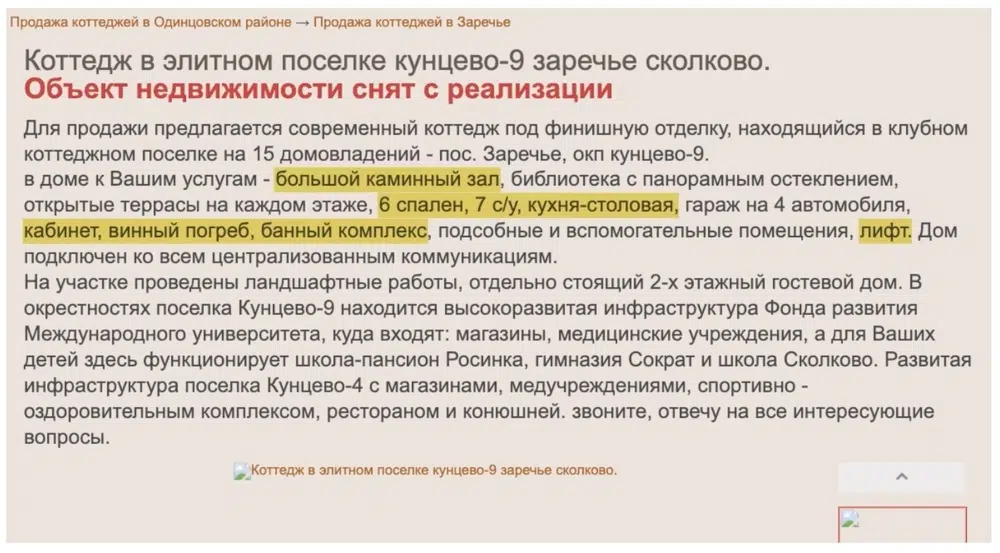 Продажа коттеджей в Одинцовском районе → Продажа коттеджей в Заречье
Коттедж в элитном поселке кунцево-9 заречье сколково.
Объект недвижимости снят с реализации
Для продажи предлагается современный коттедж под финишную отделку, находящийся в клубном
коттеджном поселке на 15 домовладений - пос. Заречье, окп кунцево-9.
в доме к Вашим услугам - большой каминный зал, библиотека с панорамным остеклением,
открытые террасы на каждом этаже, 6 спален, 7 с/у, кухня-столовая, гараж на 4 автомобиля,
кабинет, винный погреб, банный комплекс, подсобные и вспомогательные помещения, лифт. Дом
подключен ко всем централизованным коммуникациям.
На участке проведены ландшафтные работы, отдельно стоящий 2-х этажный гостевой дом. В
окрестностях поселка Кунцево-9 находится высокоразвитая инфраструктура Фонда развития
Международного университета, куда входят: магазины, медицинские учреждения, а для Ваших
детей здесь функционирует школа-пансион Росинка, гимназия Сократ и школа Сколково. Развитая
инфраструктура поселка Кунцево-4 с магазинами, медучреждениями, спортивно -
оздоровительным комплексом, рестораном и конюшней. звоните, отвечу на все интересующие
вопросы.
Коттедж в элитном поселке кунцево-9 заречье сколково.